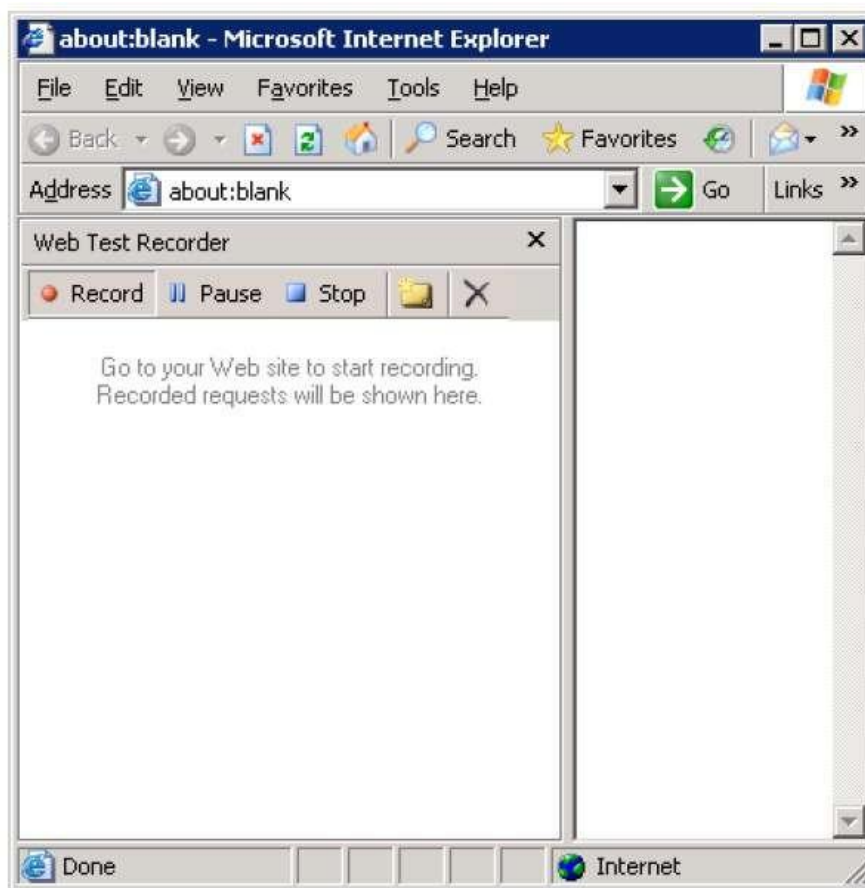 about:blank - Microsoft Internet Explorer
File Edit View Favorites Tools Help
Back Search Favorites »
Address about:blank Go Links »
Web Test Recorder
Record Pause Stop
Go to your Web site to start recording.
Recorded requests will be shown here.
Done Internet